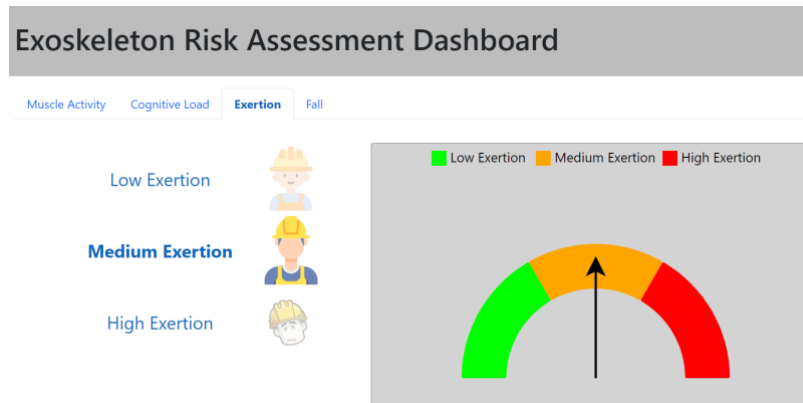 Exoskeleton Risk Assessment Dashboard
Muscle Activity Cognitive Load Exertion Fall
Low Exertion
Medium Exertion
High Exertion
Low Exertion Medium Exertion High Exertion